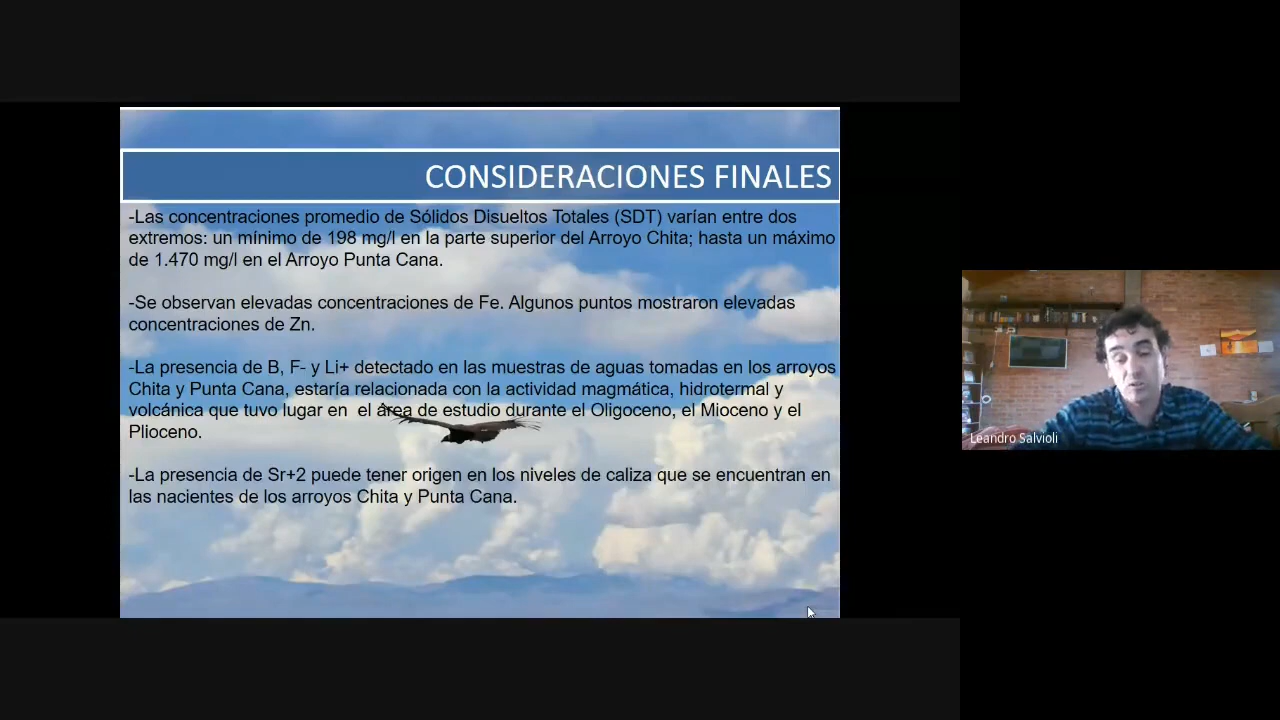 CONSIDERACIONES FINALES
-Las concentraciones promedio de Sólidos Disueltos Totales (SDT) varían entre dos
extremos: un mínimo de 198 mg/l en la parte superior del Arroyo Chita; hasta un máximo
de 1.470 mg/l en el Arroyo Punta Cana.
-Se observan elevadas concentraciones de Fe. Algunos puntos mostraron elevadas
concentraciones de Zn.
-La presencia de B, F- y Li+ detectado en las muestras de aguas tomadas en los arroyos
Chita y Punta Cana, estaría relacionada con la actividad magmática, hidrotermal y
volcánica que tuvo lugar en  el área de estudio durante el Oligoceno, el Mioceno y el
Plioceno.
-La presencia de Sr+2 puede tener origen en los niveles de caliza que se encuentran en
las nacientes de los arroyos Chita y Punta Cana.
Leandro Salvioli